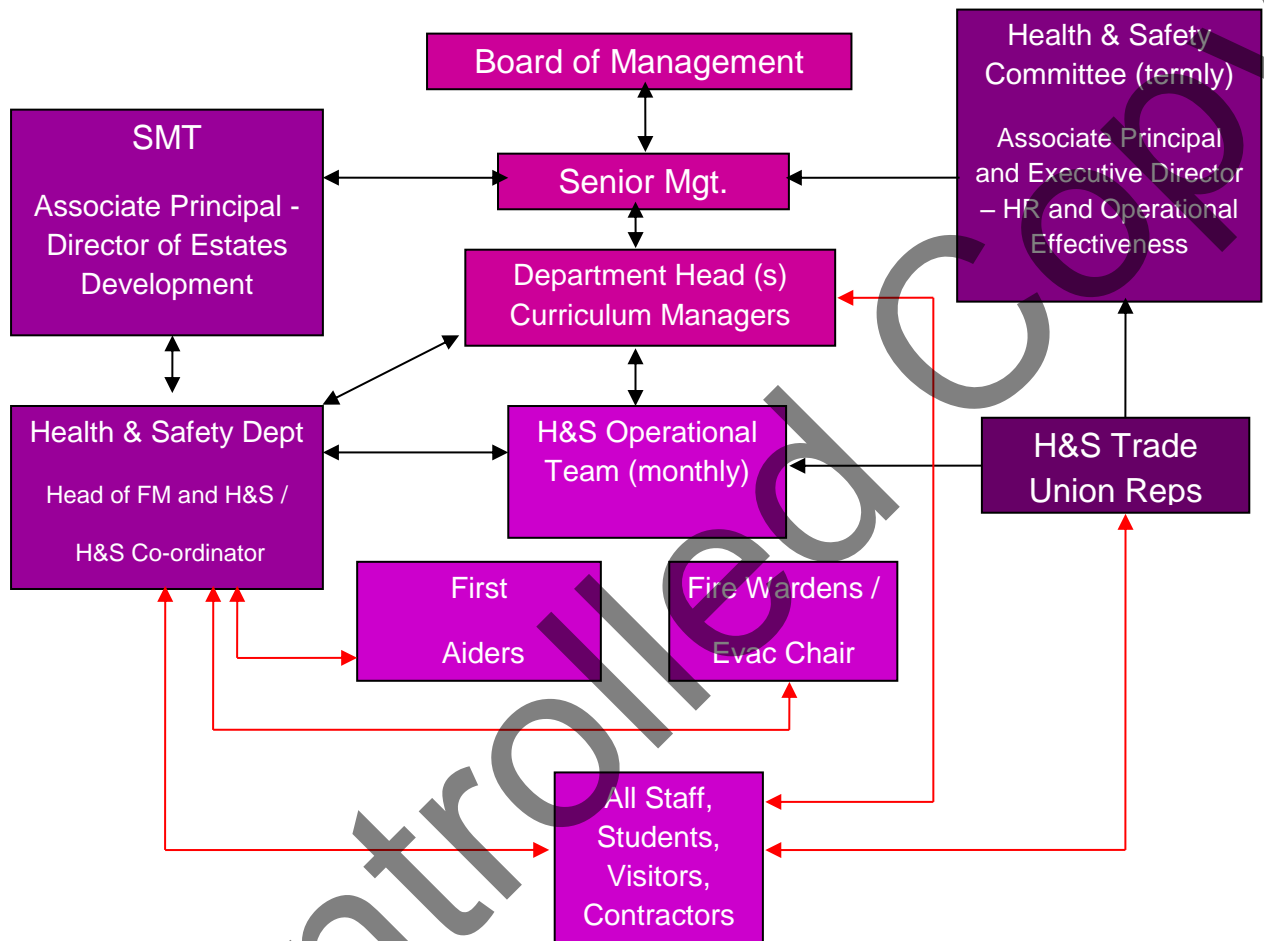 Board of Management
Health & Safety
Committee (termly)
Associate Principal
and Executive Director
– HR and Operational
Effectiveness
SMT
Associate Principal -
Director of Estates
Development
Senior Mgt.
Department Head (s)
Curriculum Managers
Health & Safety Dept
Head of FM and H&S /
H&S Co-ordinator
H&S Operational
Team (monthly)
H&S Trade
Union Reps
First
Aiders
Fire Wardens /
Evac Chair
All Staff,
Students,
Visitors,
Contractors
ntrolled Cop